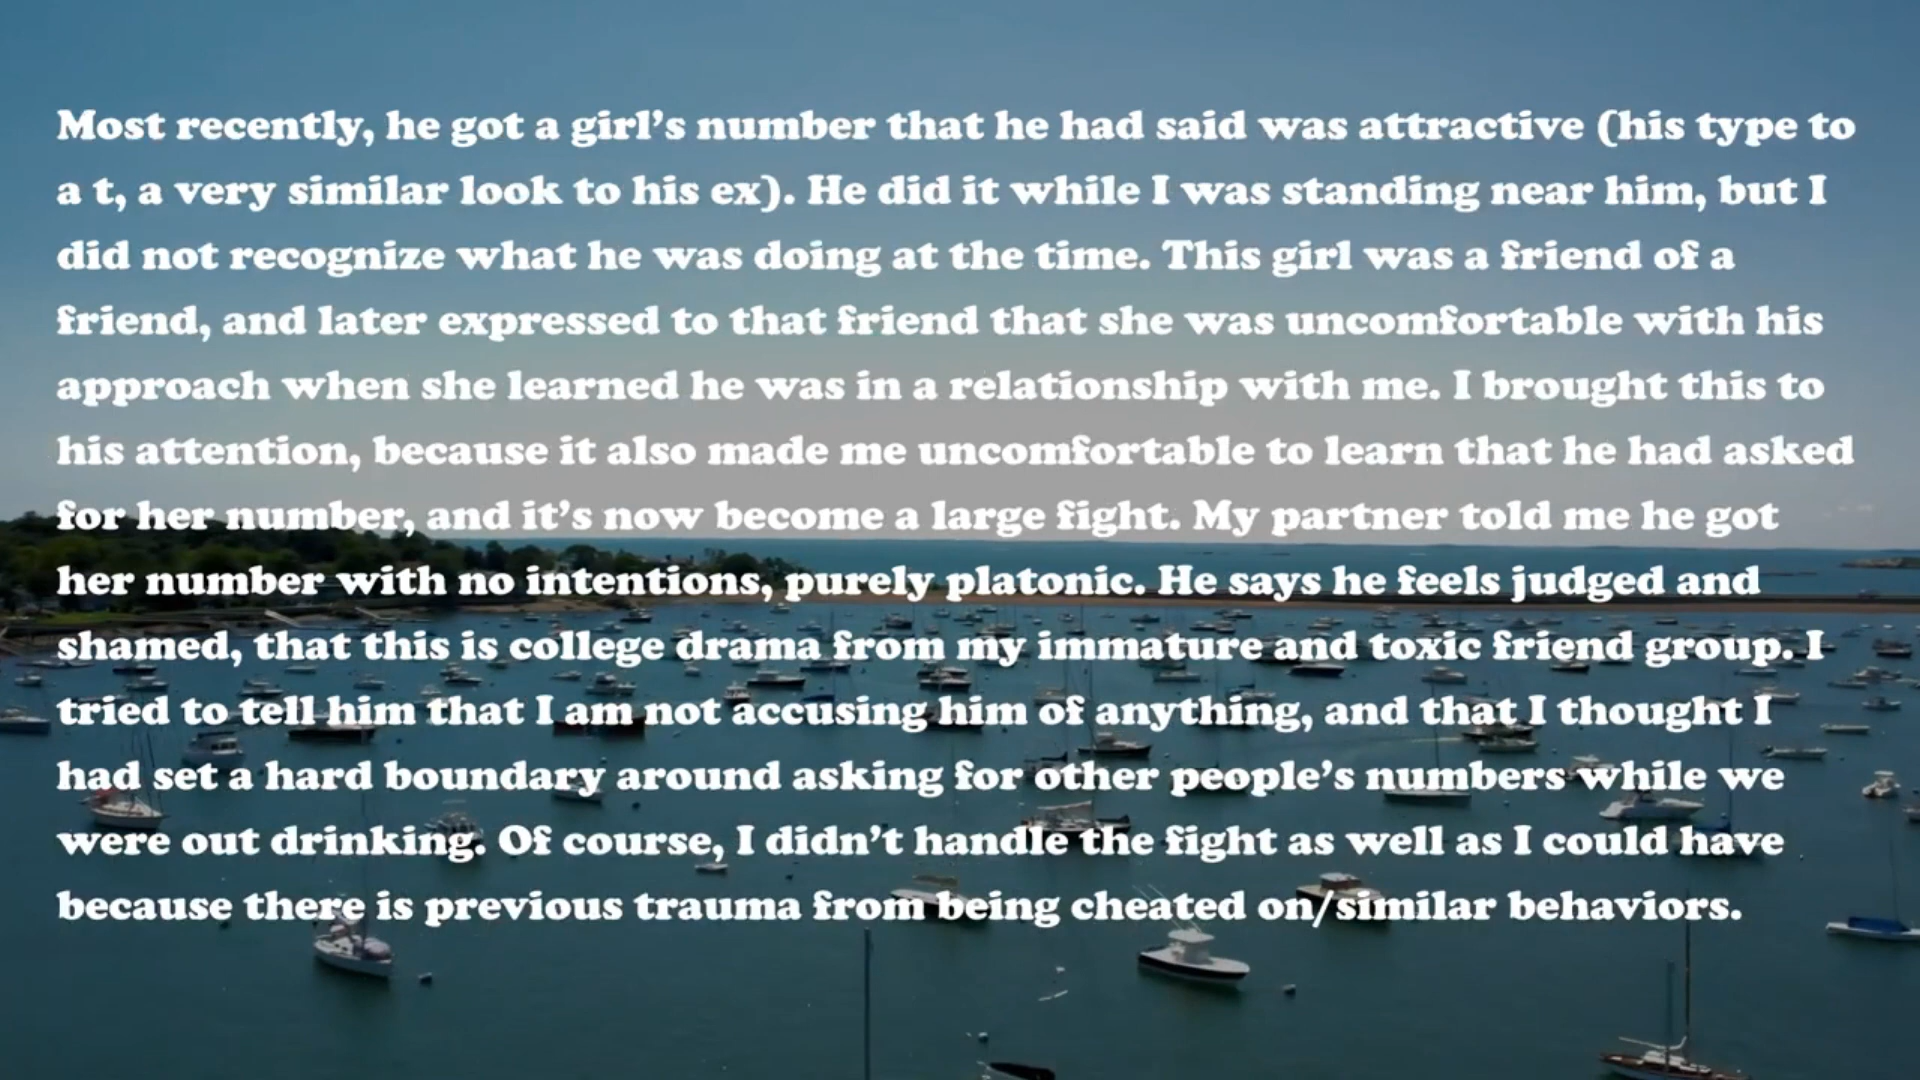 Most recently, he got a girl’s number that he had said was attractive (his type to
a t, a very similar look to his ex). He did it while I was standing near him, but I
did not recognize what he was doing at the time. This girl was a friend of a
friend, and later expressed to that friend that she was uncomfortable with his
approach when she learned he was in a relationship with me. I brought this to
his attention, because it also made me uncomfortable to learn that he had asked
for her number, and it’s now become a large fight. My partner told me he got
her number with no intentions, purely platonic. He says he feels judged and
shamed, that this is college drama from my immature and toxic friend group. I
tried to tell him that I am not accusing him of anything, and that I thought I
had set a hard boundary around asking for other people’s numbers while we
were out drinking. Of course, I didn’t handle the fight as well as I could have
because there is previous trauma from being cheated on/similar behaviors.